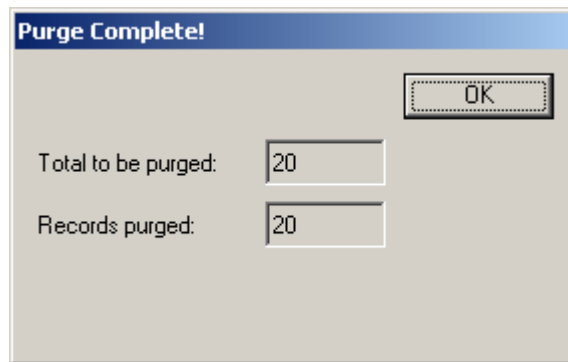 Purge Complete!
OK
Total to be purged: 20
Records purged: 20